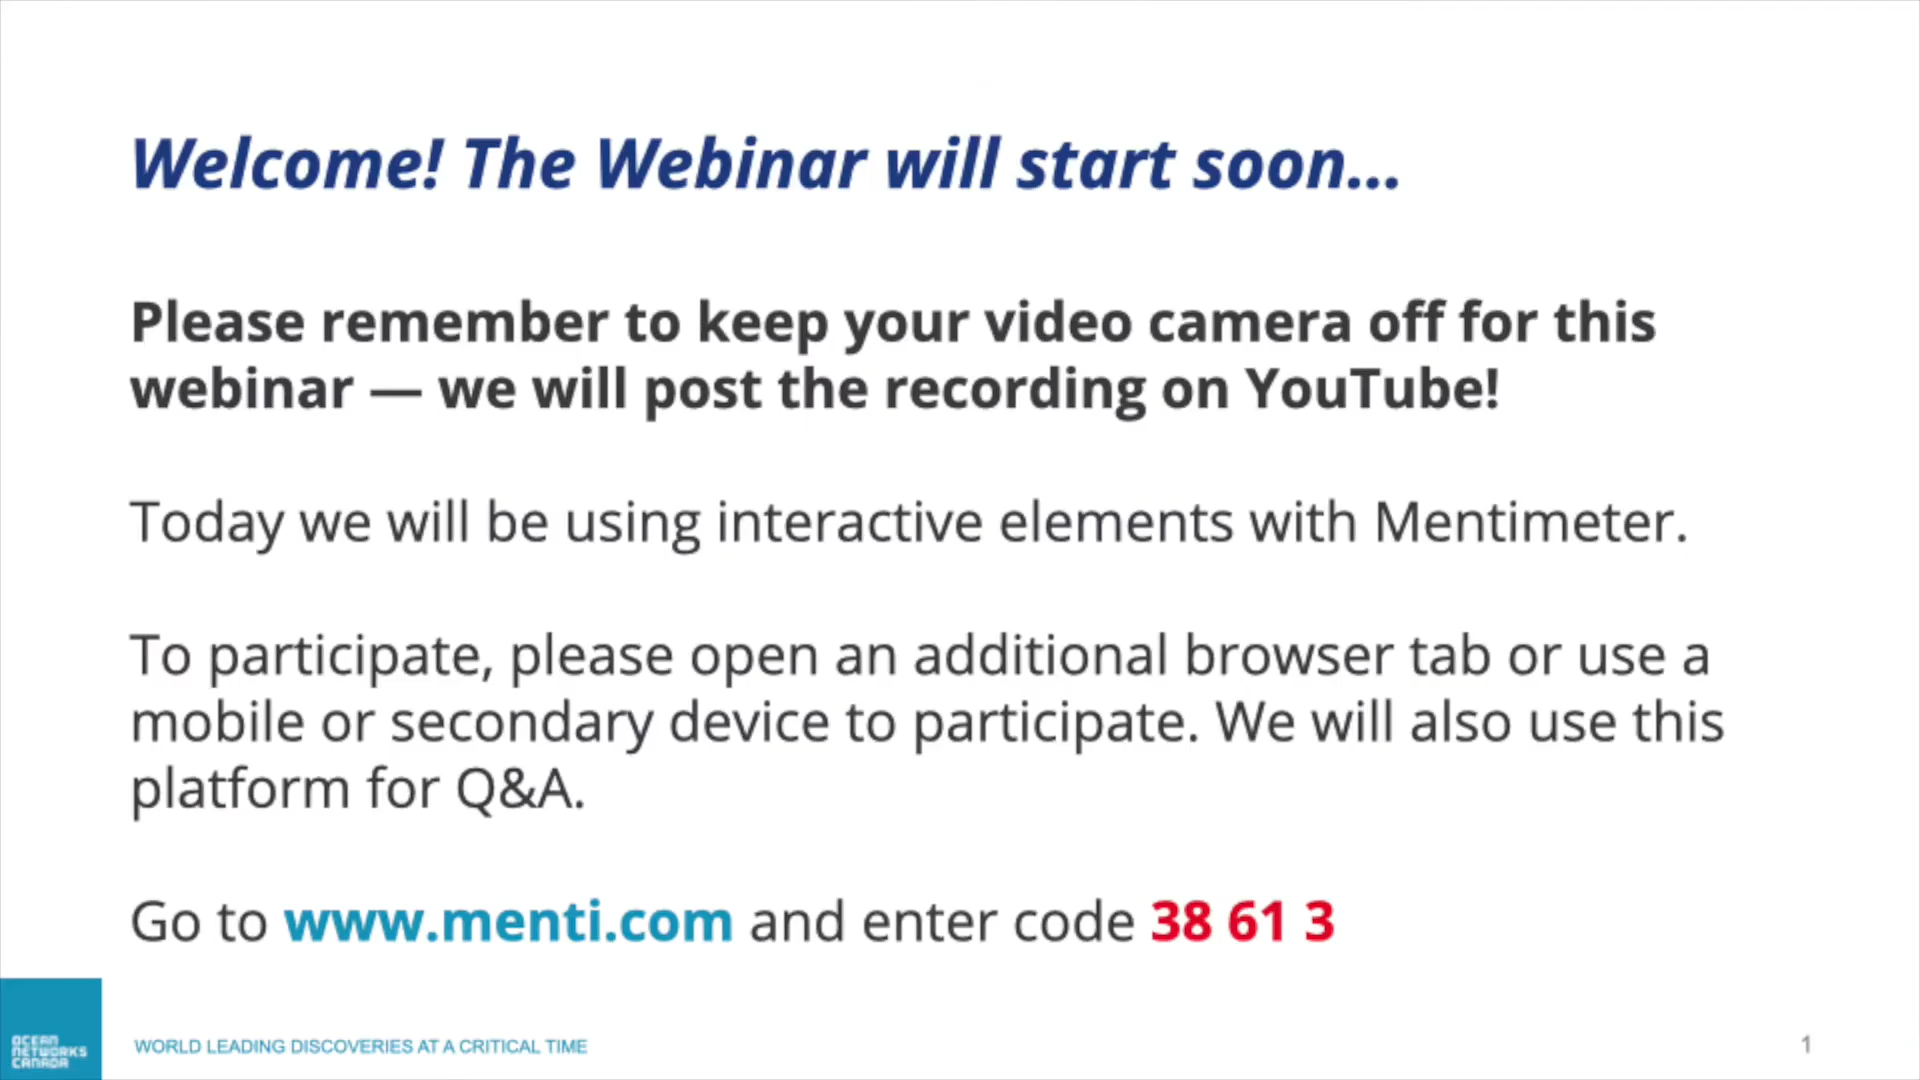 Welcome! The Webinar will start soon...
Please remember to keep your video camera off for this
webinar — we will post the recording on YouTube!
Today we will be using interactive elements with Mentimeter.
To participate, please open an additional browser tab or use a
mobile or secondary device to participate. We will also use this
platform for Q&A.
Go to www.menti.com and enter code 38 61 3
OCEAN
NETWORKS
CANADA
WORLD LEADING DISCOVERIES AT A CRITICAL TIME
1